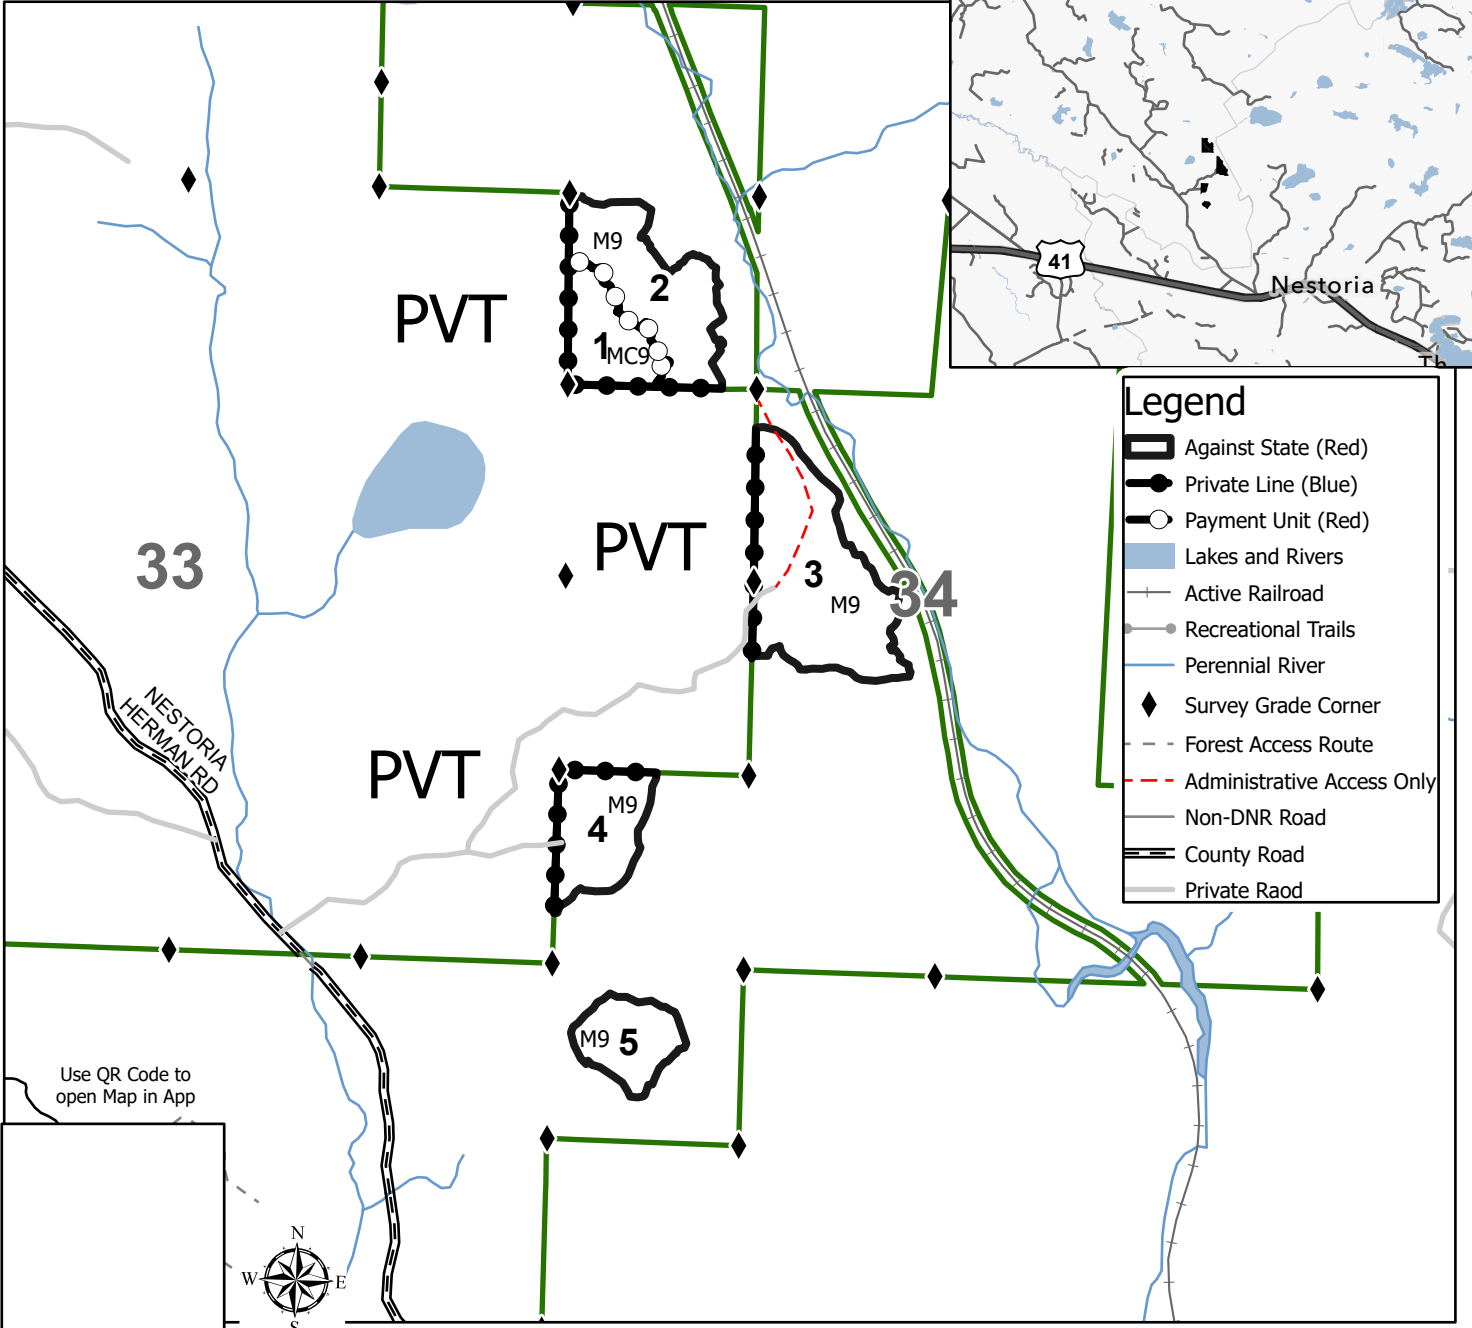 41
Nestoria
Th
M9
2
PVT
1
MC9
Legend
Against State (Red)
Private Line (Blue)
Payment Unit (Red)
Lakes and Rivers
Active Railroad
Recreational Trails
Perennial River
Survey Grade Corner
Forest Access Route
Administrative Access Only
Non-DNR Road
County Road
Private Raod
33
PVT
3
34
M9
NESTORIA
HERMAN RD
PVT
M9
4
M9 5
Use QR Code to
open Map in App
N
W E
S